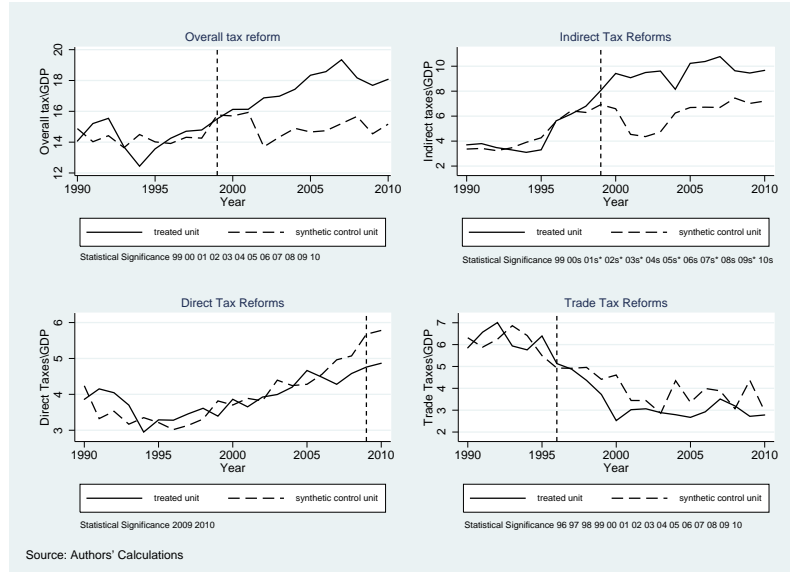 Overall tax reform
Overall tax\GDP
20
18
16
14
12
1990 1995 2000 2005 2010
Year
treated unit synthetic control unit
Statistical Significance 99 00 01 02 03 04 05 06 07 08 09 10
Indirect Tax Reforms
Indirect taxes\GDP
10
8
6
4
2
1990 1995 2000 2005 2010
Year
treated unit synthetic control unit
Statistical Significance 99 00s 01s* 02s* 03s* 04s 05s* 06s 07s* 08s 09s* 10s
Direct Tax Reforms
Direct Taxes\GDP
6
5
4
3
1990 1995 2000 2005 2010
Year
treated unit synthetic control unit
Statistical Significance 2009 2010
Trade Tax Reforms
Trade Taxes\GDP
7
6
5
4
3
2
1990 1995 2000 2005 2010
Year
treated unit synthetic control unit
Statistical Significance 96 97 98 99 00 01 02 03 04 05 06 07 08 09 10
Source: Authors' Calculations